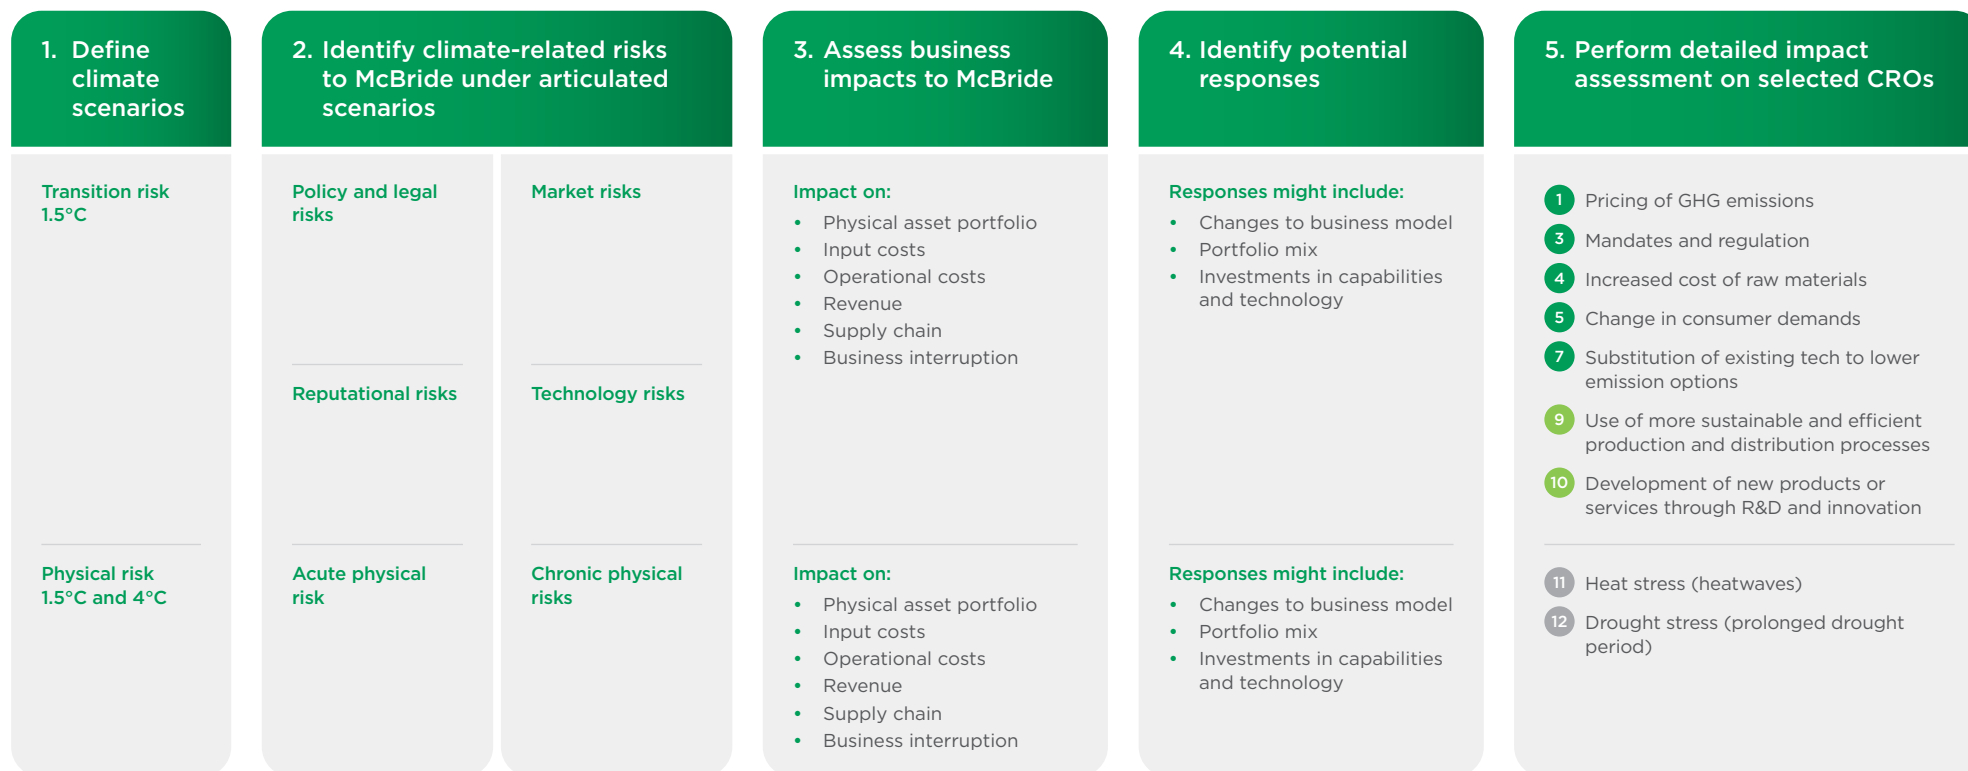 1. Define
climate
scenarios
Transition risk
1.5°C
Physical risk
1.5°C and 4°C
2. Identify climate-related risks
to McBride under articulated
scenarios
Policy and legal
risks
Market risks
Reputational risks
Technology risks
Acute physical
risk
Chronic physical
risks
3. Assess business
impacts to McBride
Impact on:
• Physical asset portfolio
• Input costs
• Operational costs
• Revenue
• Supply chain
• Business interruption
Impact on:
• Physical asset portfolio
• Input costs
• Operational costs
• Revenue
• Supply chain
• Business interruption
4. Identify potential
responses
Responses might include:
• Changes to business model
• Portfolio mix
• Investments in capabilities
and technology
Responses might include:
• Changes to business model
• Portfolio mix
• Investments in capabilities
and technology
5. Perform detailed impact
assessment on selected CROs
1 Pricing of GHG emissions
3 Mandates and regulation
4 Increased cost of raw materials
5 Change in consumer demands
7 Substitution of existing tech to lower
emission options
9 Use of more sustainable and efficient
production and distribution processes
10 Development of new products or
services through R&D and innovation
11 Heat stress (heatwaves)
12 Drought stress (prolonged drought
period)